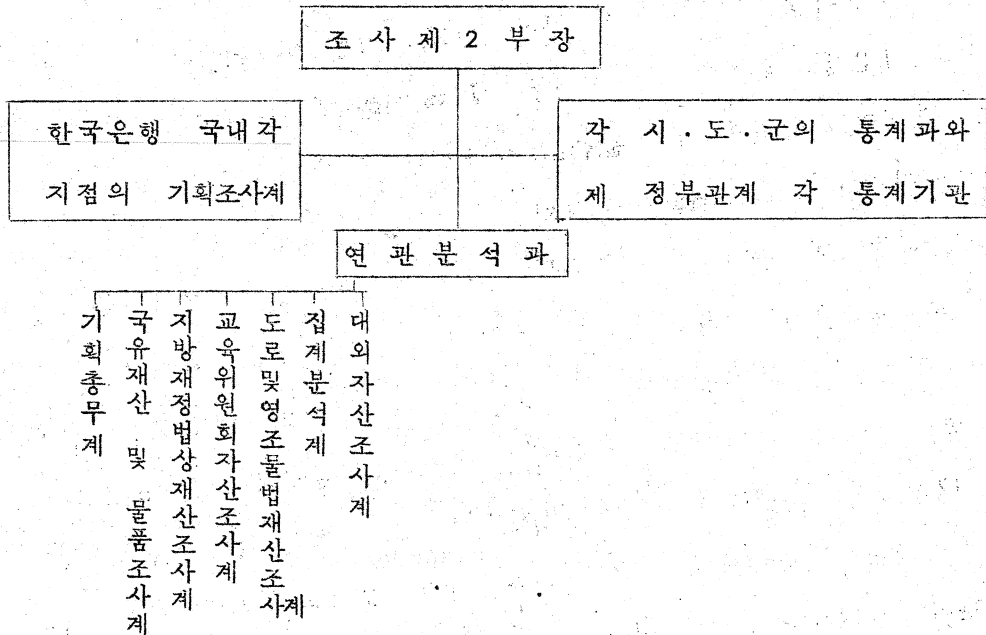 조 사 제 2 부 장
한국은행 국내각
지점의 기획조사계
각 시·도·군의 통계과와
제 정부관계 각 통계기관
연 관 분 석 과
기획총무계
국유재산 및 물품조사계
지방재정법상재산조사계
교육위원회자산조사계
도로및영조물법재산조사계
집계분석계
대외자산조사계